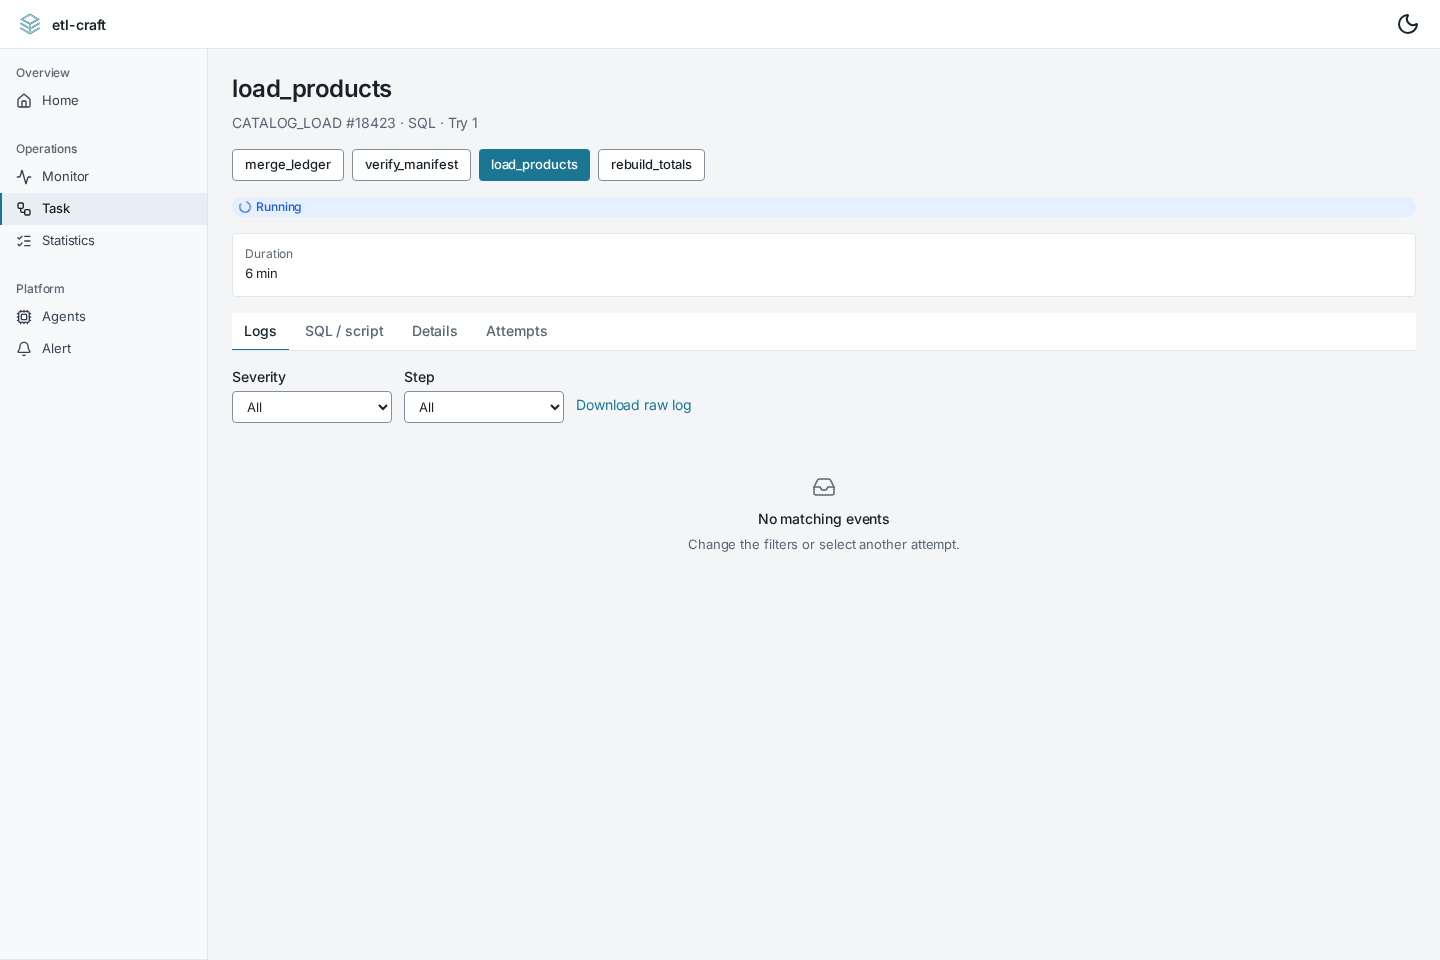 etl-craft
Overview
Home
Operations
Monitor
Task
Statistics
Platform
Agents
Alert
load_products
CATALOG_LOAD #18423 · SQL · Try 1
merge_ledger verify_manifest load_products rebuild_totals
Running
Duration
6 min
Logs SQL / script Details Attempts
Severity Step
All All Download raw log
No matching events
Change the filters or select another attempt.